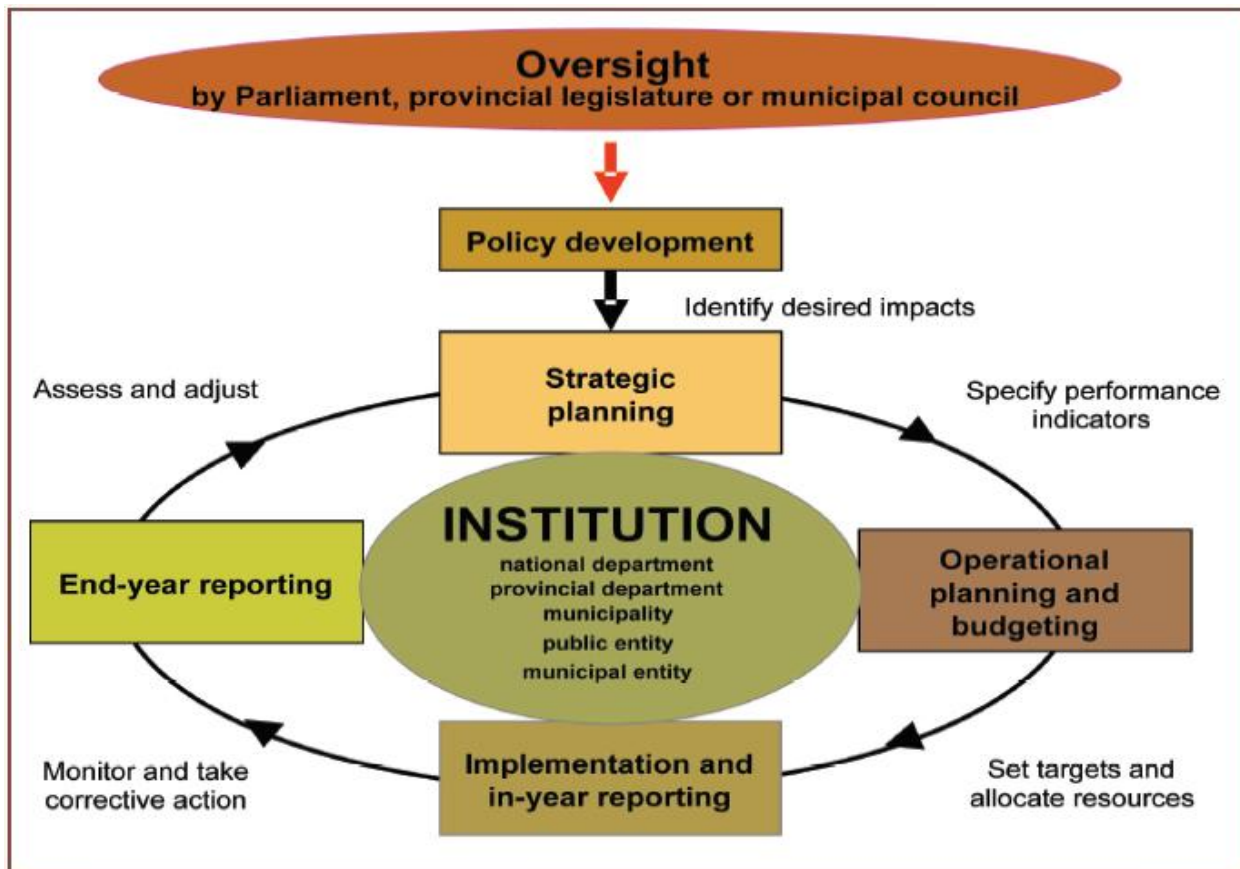 Oversight
by Parliament, provincial legislature or municipal council
Policy development
Identify desired impacts
Strategic
planning
Assess and adjust
Specify performance
indicators
INSTITUTION
national department
provincial department
municipality
public entity
municipal entity
End-year reporting
Operational
planning and
budgeting
Implementation and
in-year reporting
Monitor and take
corrective action
Set targets and
allocate resources